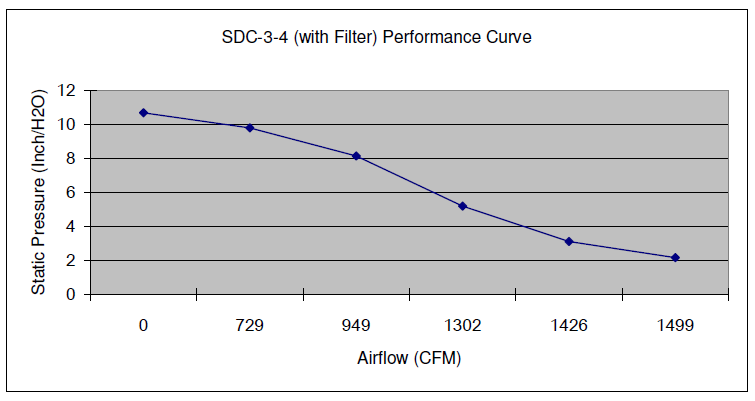 SDC-3-4 (with Filter) Performance Curve
Static Pressure (Inch/H2O)
12
10
8
6
4
2
0
0 729 949 1302 1426 1499
Airflow (CFM)